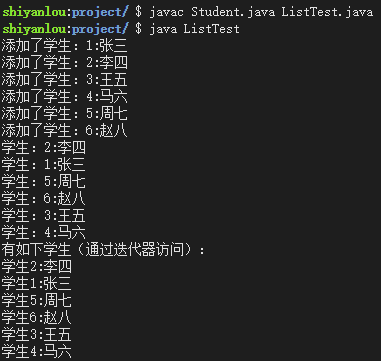 shiyanlou:project/ $ javac Student.java ListTest.java
shiyanlou:project/ $ java ListTest
添加了学生：1:张三
添加了学生：2:李四
添加了学生：3:王五
添加了学生：4:马六
添加了学生：5:周七
添加了学生：6:赵八
学生：2:李四
学生：1:张三
学生：5:周七
学生：6:赵八
学生：3:王五
学生：4:马六
有如下学生（通过迭代器访问）：
学生2:李四
学生1:张三
学生5:周七
学生6:赵八
学生3:王五
学生4:马六